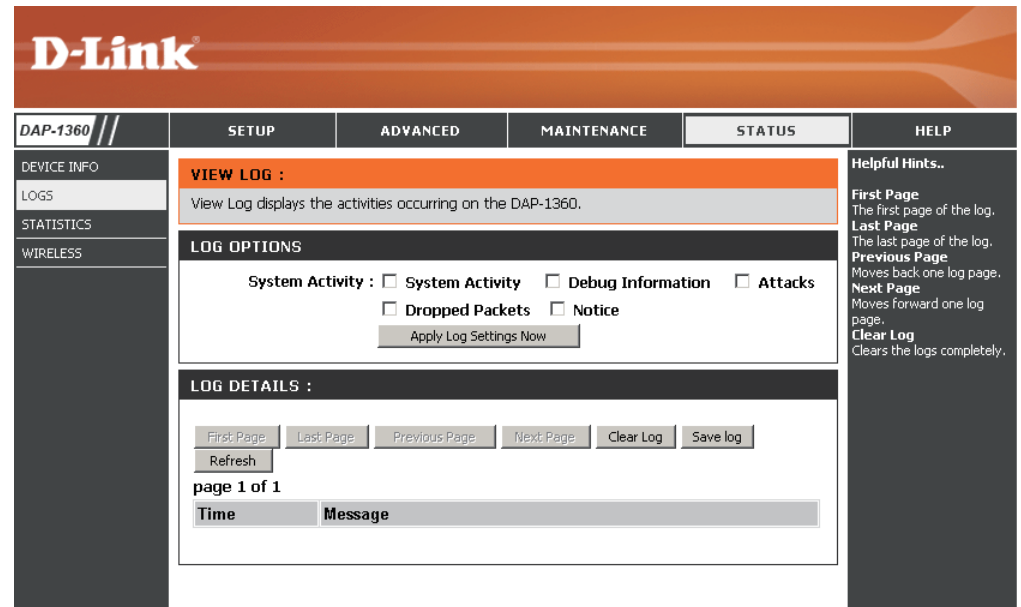 D-Link®
DAP-1360 //
SETUP ADVANCED MAINTENANCE STATUS HELP
DEVICE INFO
LOGS
STATISTICS
WIRELESS
VIEW LOG :
View Log displays the activities occurring on the DAP-1360.
LOG OPTIONS
System Activity : System Activity Debug Information Attacks
Dropped Packets Notice
Apply Log Settings Now
LOG DETAILS :
First Page Last Page Previous Page Next Page Clear Log Save log
Refresh
page 1 of 1
Time Message
Helpful Hints..
First Page
The first page of the log.
Last Page
The last page of the log.
Previous Page
Moves back one log page.
Next Page
Moves forward one log
page.
Clear Log
Clears the logs completely.